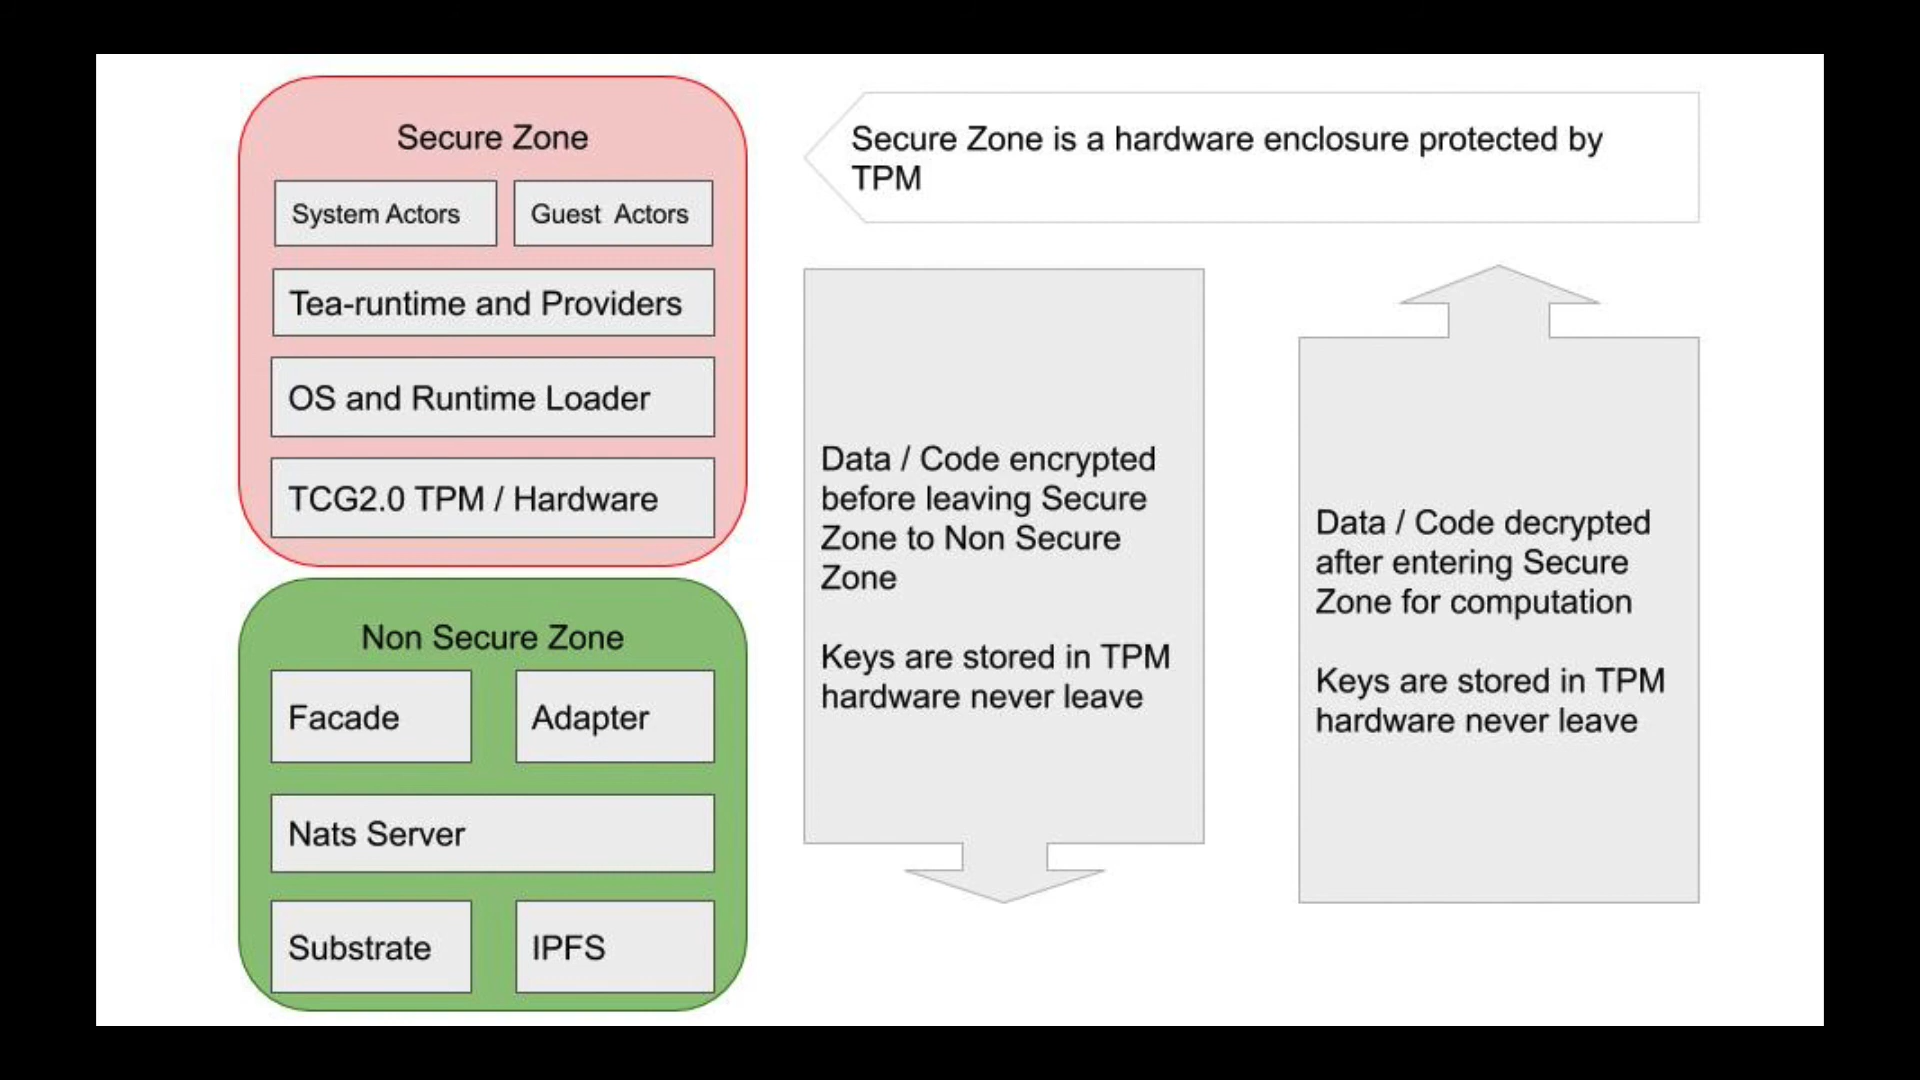 Secure Zone
System Actors
Guest Actors
Tea-runtime and Providers
OS and Runtime Loader
TCG2.0 TPM / Hardware
Non Secure Zone
Facade
Adapter
Nats Server
Substrate
IPFS
Secure Zone is a hardware enclosure protected by
TPM
Data / Code encrypted
before leaving Secure
Zone to Non Secure
Zone
Keys are stored in TPM
hardware never leave
Data / Code decrypted
after entering Secure
Zone for computation
Keys are stored in TPM
hardware never leave